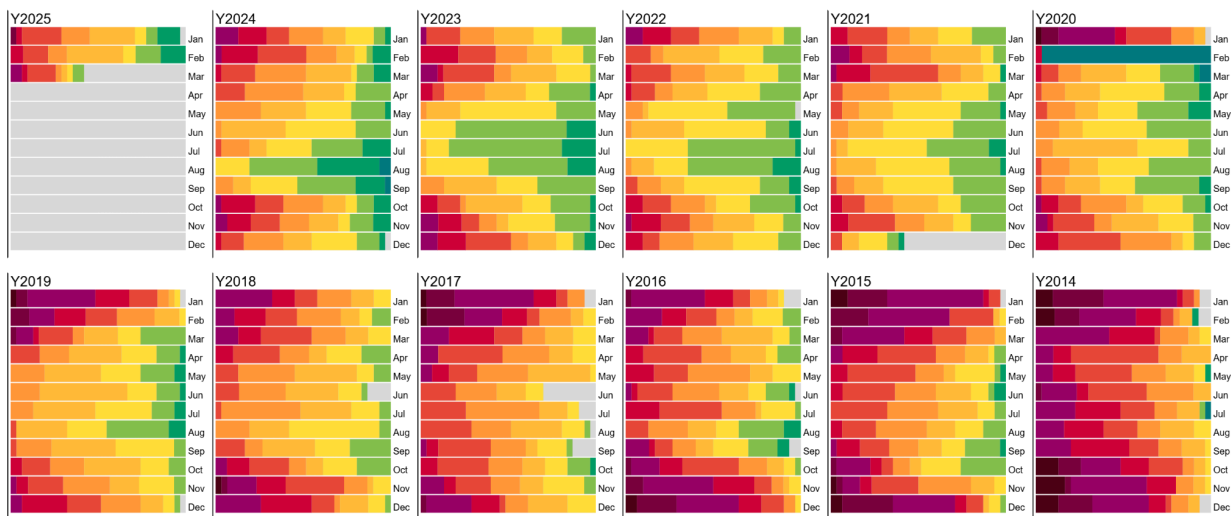 Y2025
Jan
Feb
Mar
Apr
May
Jun
Jul
Aug
Sep
Oct
Nov
Dec
Y2024
Jan
Feb
Mar
Apr
May
Jun
Jul
Aug
Sep
Oct
Nov
Dec
Y2023
Jan
Feb
Mar
Apr
May
Jun
Jul
Aug
Sep
Oct
Nov
Dec
Y2022
Jan
Feb
Mar
Apr
May
Jun
Jul
Aug
Sep
Oct
Nov
Dec
Y2021
Jan
Feb
Mar
Apr
May
Jun
Jul
Aug
Sep
Oct
Nov
Dec
Y2020
Jan
Feb
Mar
Apr
May
Jun
Jul
Aug
Sep
Oct
Nov
Dec
Y2019
Jan
Feb
Mar
Apr
May
Jun
Jul
Aug
Sep
Oct
Nov
Dec
Y2018
Jan
Feb
Mar
Apr
May
Jun
Jul
Aug
Sep
Oct
Nov
Dec
Y2017
Jan
Feb
Mar
Apr
May
Jun
Jul
Aug
Sep
Oct
Nov
Dec
Y2016
Jan
Feb
Mar
Apr
May
Jun
Jul
Aug
Sep
Oct
Nov
Dec
Y2015
Jan
Feb
Mar
Apr
May
Jun
Jul
Aug
Sep
Oct
Nov
Dec
Y2014
Jan
Feb
Mar
Apr
May
Jun
Jul
Aug
Sep
Oct
Nov
Dec